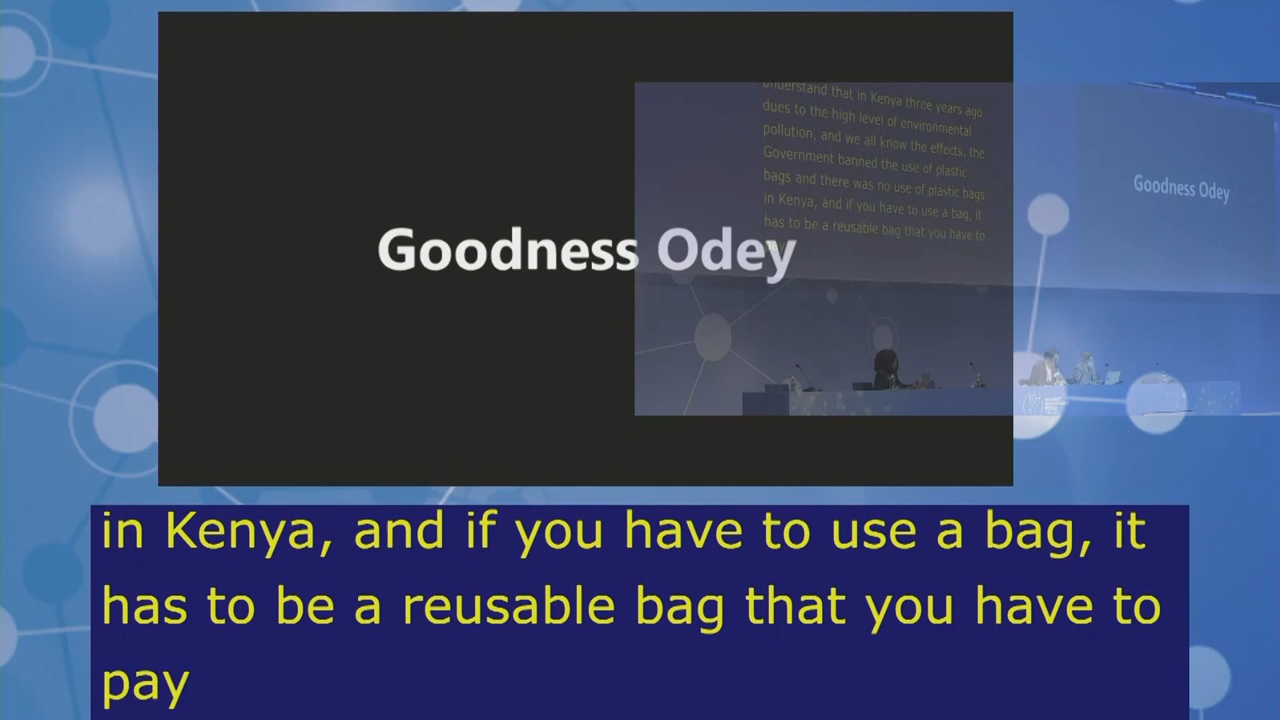 Goodness Odey
understand that in Kenya three years ago
dues to the high level of environmental
pollution, and we all know the effects, the
Government banned the use of plastic
bags and there was no use of plastic bags
in Kenya, and if you have to use a bag, it
has to be a reusable bag that you have to
pay
Goodness Odey
in Kenya, and if you have to use a bag, it
has to be a reusable bag that you have to
pay